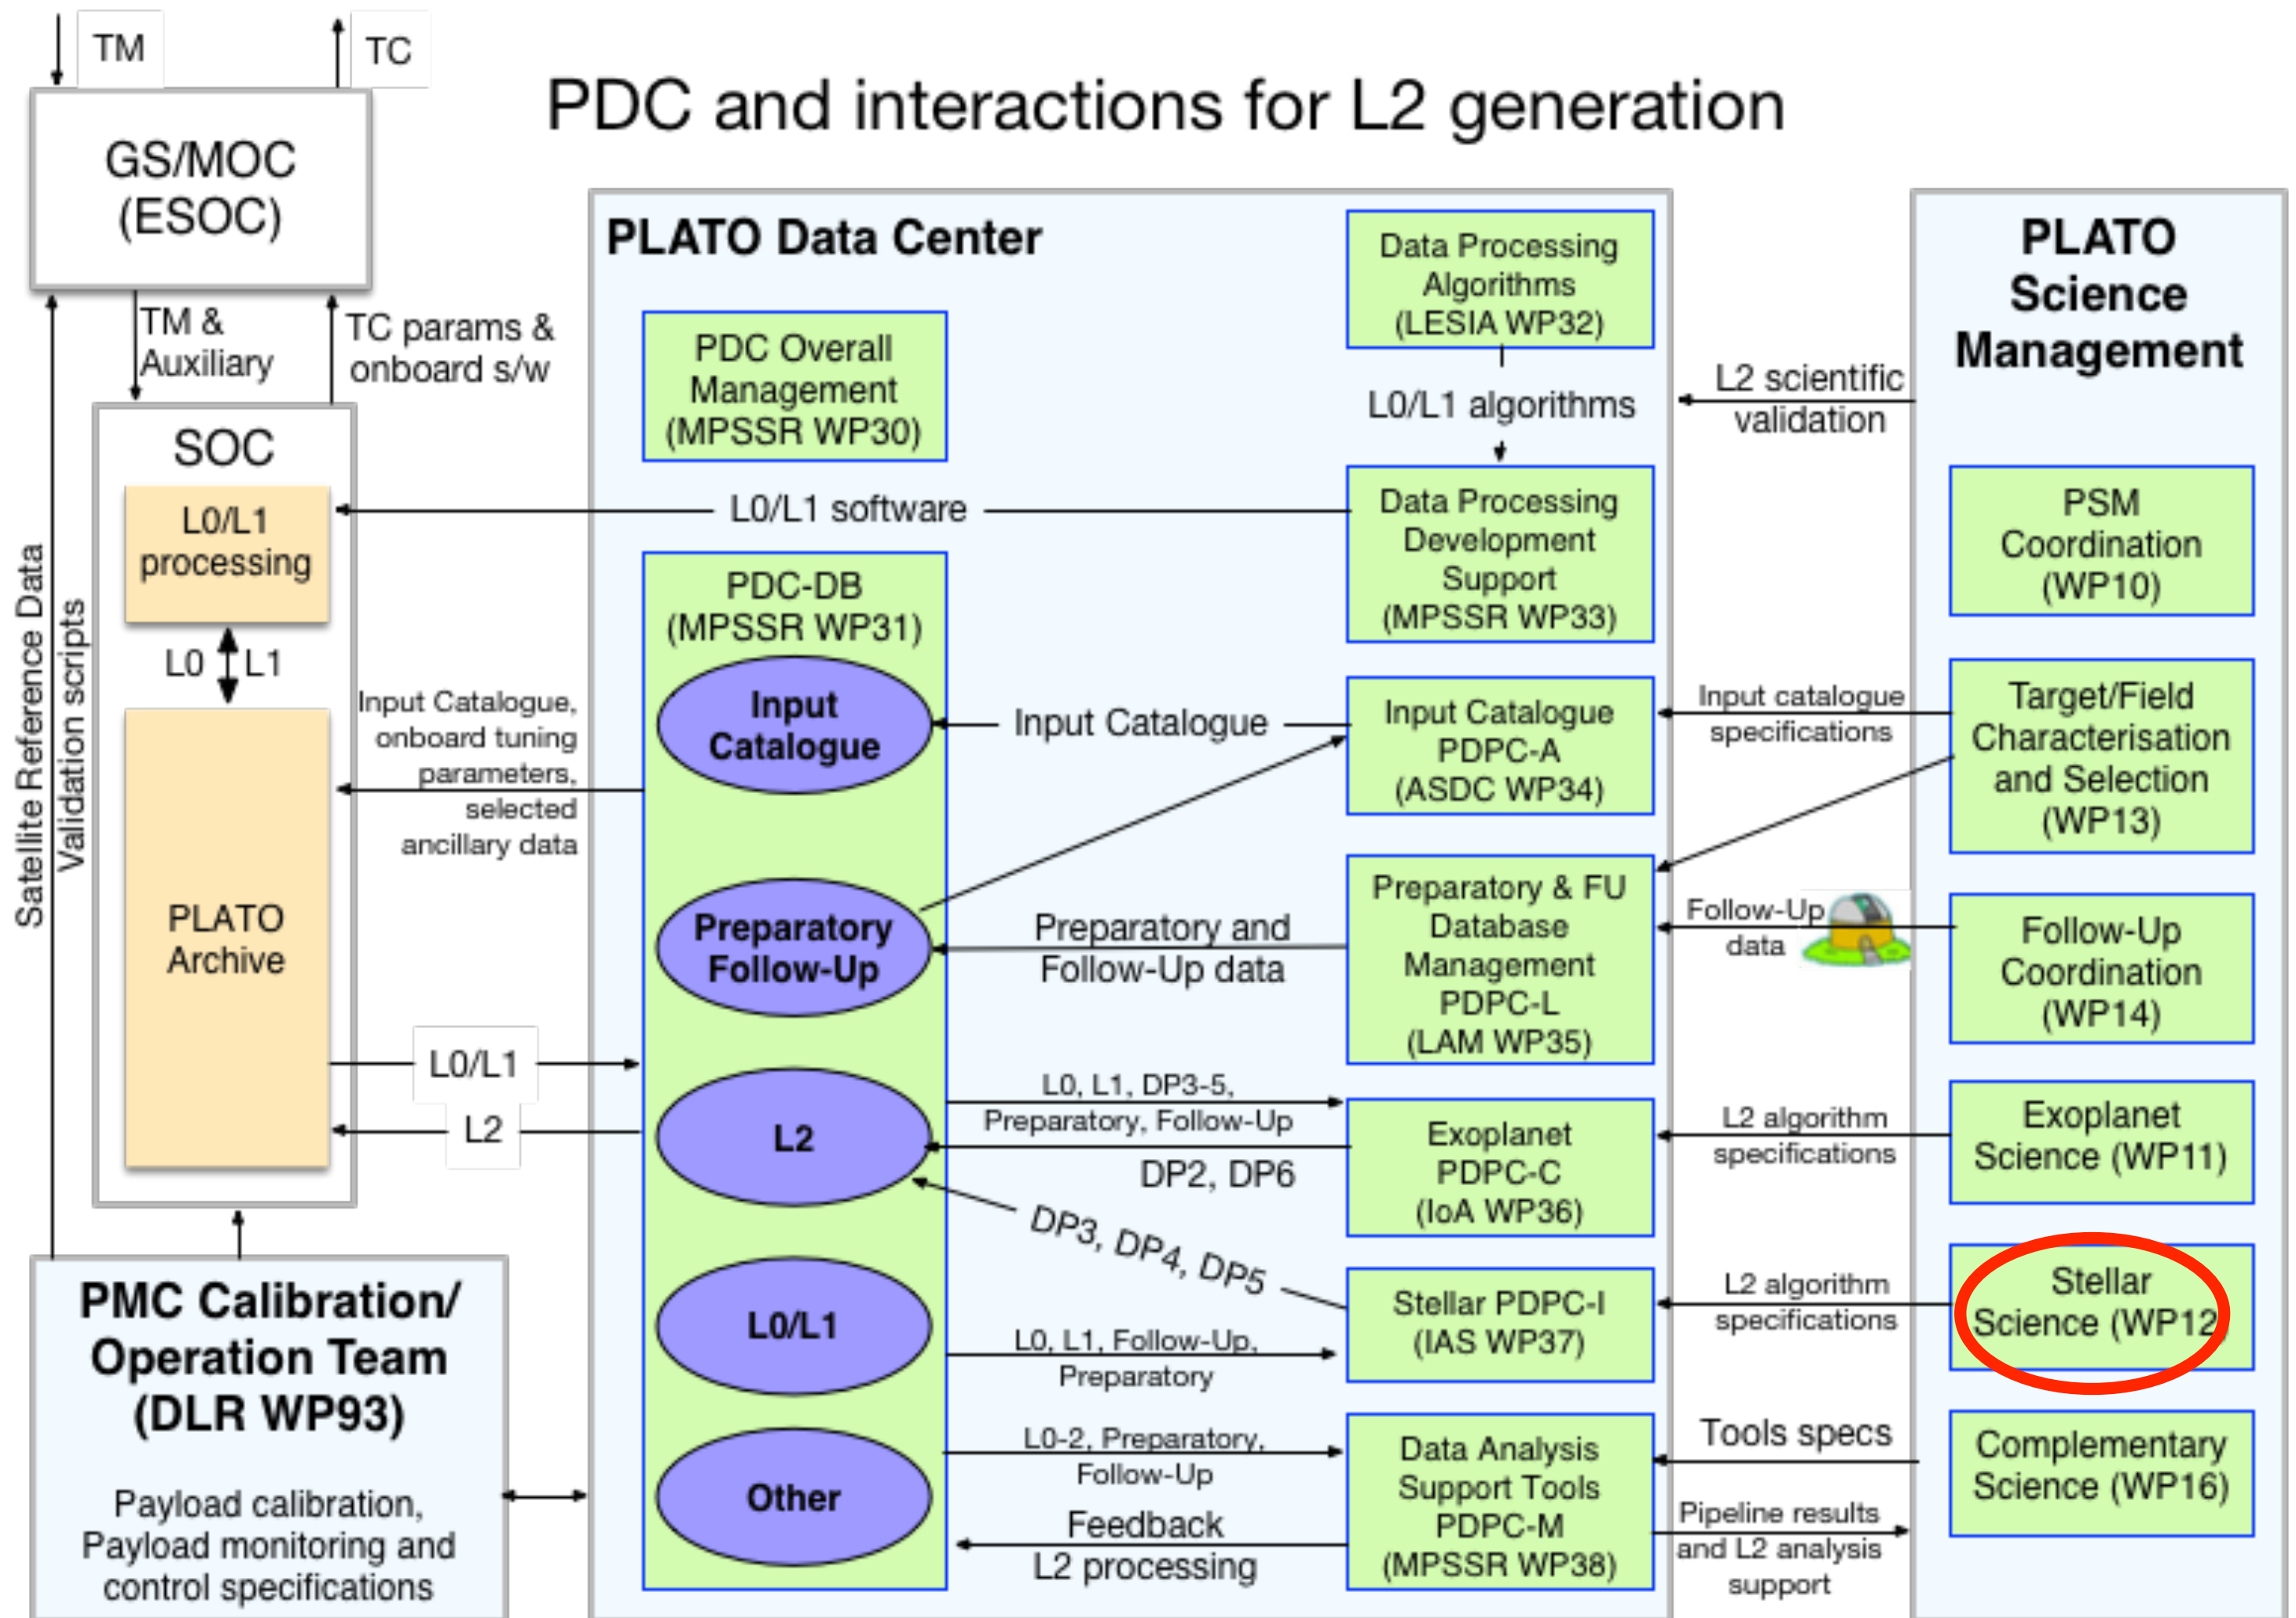 TM
TC
PDC and interactions for L2 generation
GS/MOC
(ESOC)
TM &
Auxiliary
TC params &
onboard s/w
SOC
L0/L1
processing
L0
L1
PLATO
Archive
Satellite Reference Data
Validation scripts
Input Catalogue,
onboard tuning
parameters,
selected
ancillary data
L0/L1
L2
PMC Calibration/
Operation Team
(DLR WP93)
Payload calibration,
Payload monitoring and
control specifications
PLATO Data Center
PDC Overall
Management
(MPSSR WP30)
L0/L1 software
PDC-DB
(MPSSR WP31)
Input
Catalogue
Preparatory
Follow-Up
L2
L0/L1
Other
Input Catalogue
Preparatory and
Follow-Up data
L0, L1, DP3-5,
Preparatory, Follow-Up
DP2, DP6
DP3, DP4, DP5
L0, L1, Follow-Up,
Preparatory
L0-2, Preparatory,
Follow-Up
Feedback
L2 processing
Data Processing
Algorithms
(LESIA WP32)
L0/L1 algorithms
Data Processing
Development
Support
(MPSSR WP33)
Input Catalogue
PDPC-A
(ASDC WP34)
Preparatory & FU
Database
Management
PDPC-L
(LAM WP35)
Exoplanet
PDPC-C
(IoA WP36)
Stellar PDPC-I
(IAS WP37)
Data Analysis
Support Tools
PDPC-M
(MPSSR WP38)
L2 scientific
validation
Input catalogue
specifications
Follow-Up
data
L2 algorithm
specifications
L2 algorithm
specifications
Tools specs
Pipeline results
and L2 analysis
support
PLATO
Science
Management
PSM
Coordination
(WP10)
Target/Field
Characterisation
and Selection
(WP13)
Follow-Up
Coordination
(WP14)
Exoplanet
Science (WP11)
Stellar
Science (WP12)
Complementary
Science (WP16)